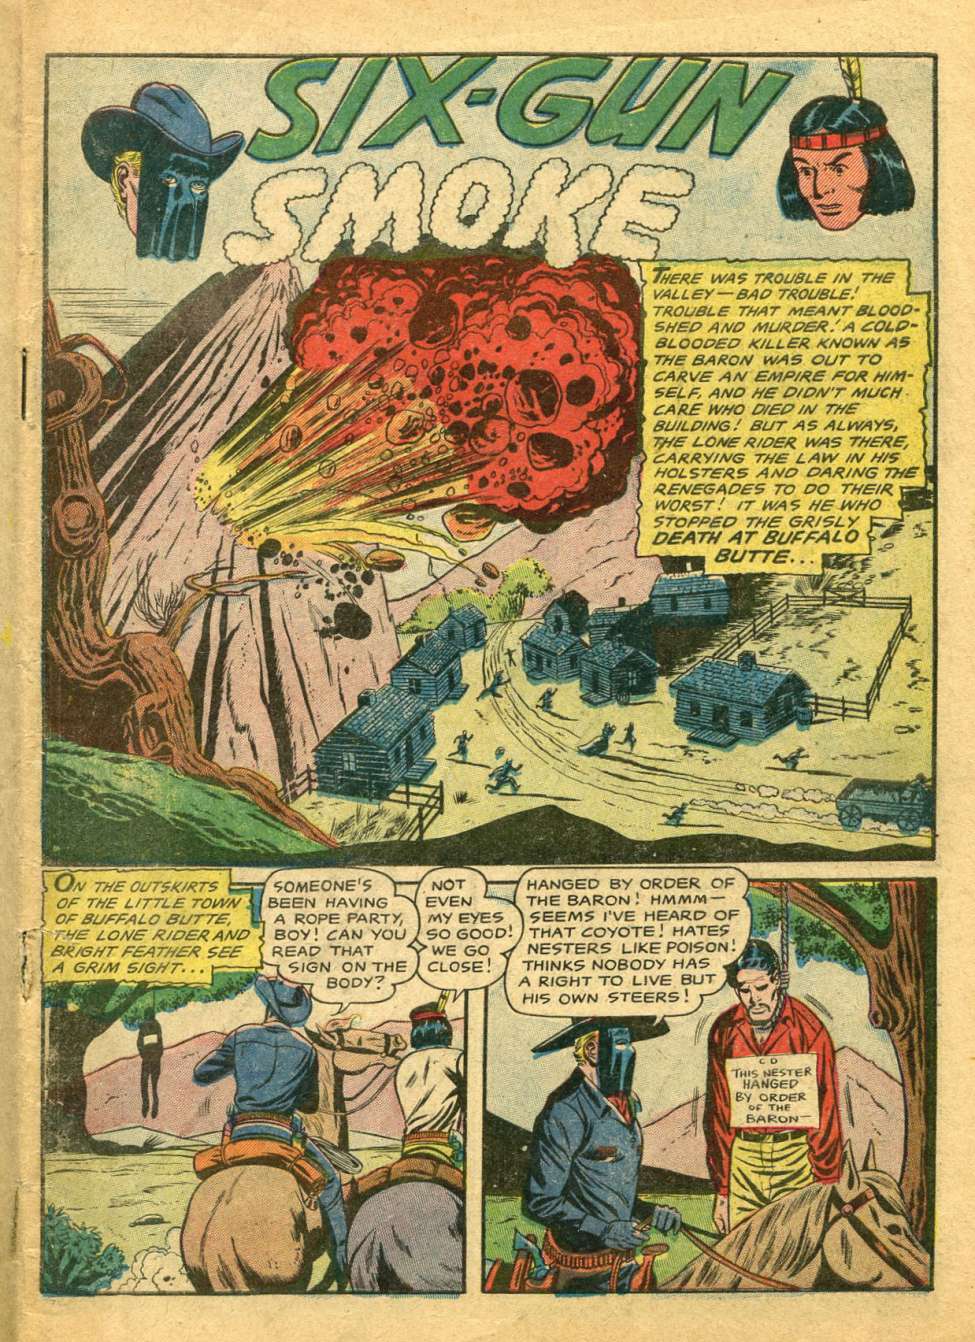 SIX-GUN
SMOKE
THERE WAS TROUBLE IN THE
VALLEY—BAD TROUBLE!
TROUBLE THAT MEANT BLOOD-
SHED AND MURDER! A COLD-
BLOODED KILLER KNOWN AS
THE BARON WAS OUT TO
CARVE AN EMPIRE FOR HIM-
SELF, AND HE DIDN'T MUCH
CARE WHO DIED IN THE
BUILDING! BUT AS ALWAYS,
THE LONE RIDER WAS THERE,
CARRYING THE LAW IN HIS
HOLSTERS AND DARING THE
RENEGADES TO DO THEIR
WORST! IT WAS HE WHO
STOPPED THE GRISLY
DEATH AT BUFFALO
BUTTE...
ON THE OUTSKIRTS
OF THE LITTLE TOWN
OF BUFFALO BUTTE,
THE LONE RIDER AND
BRIGHT FEATHER SEE
A GRIM SIGHT...
SOMEONE'S
BEEN HAVING
A ROPE PARTY,
BOY! CAN YOU
READ THAT
SIGN ON THE
BODY?
NOT
EVEN
MY EYES
SO GOOD!
WE GO
CLOSE!
HANGED BY ORDER OF
THE BARON! HMMM—
SEEMS I'VE HEARD OF
THAT COYOTE! HATES
NESTERS LIKE POISON!
THINKS NOBODY HAS
A RIGHT TO LIVE BUT
HIS OWN STEERS!
THIS NESTER
HANGED
BY ORDER
OF THE
BARON—